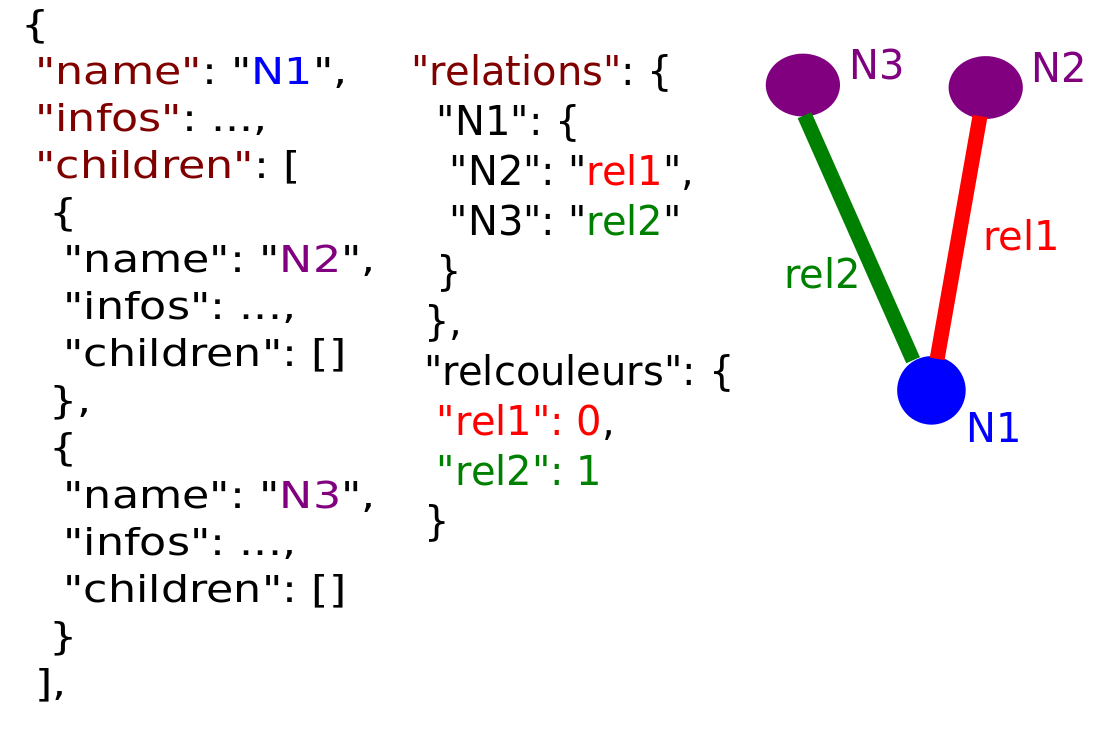 {
"name": "N1",
"infos": ...,
"children": [
{
"name": "N2",
"infos": ...,
"children": []
},
{
"name": "N3",
"infos": ...,
"children": []
}
],
"relations": {
"N1": {
"N2": "rel1",
"N3": "rel2"
}
},
"relcouleurs": {
"rel1": 0,
"rel2": 1
}
N3
N2
rel1
rel2
N1